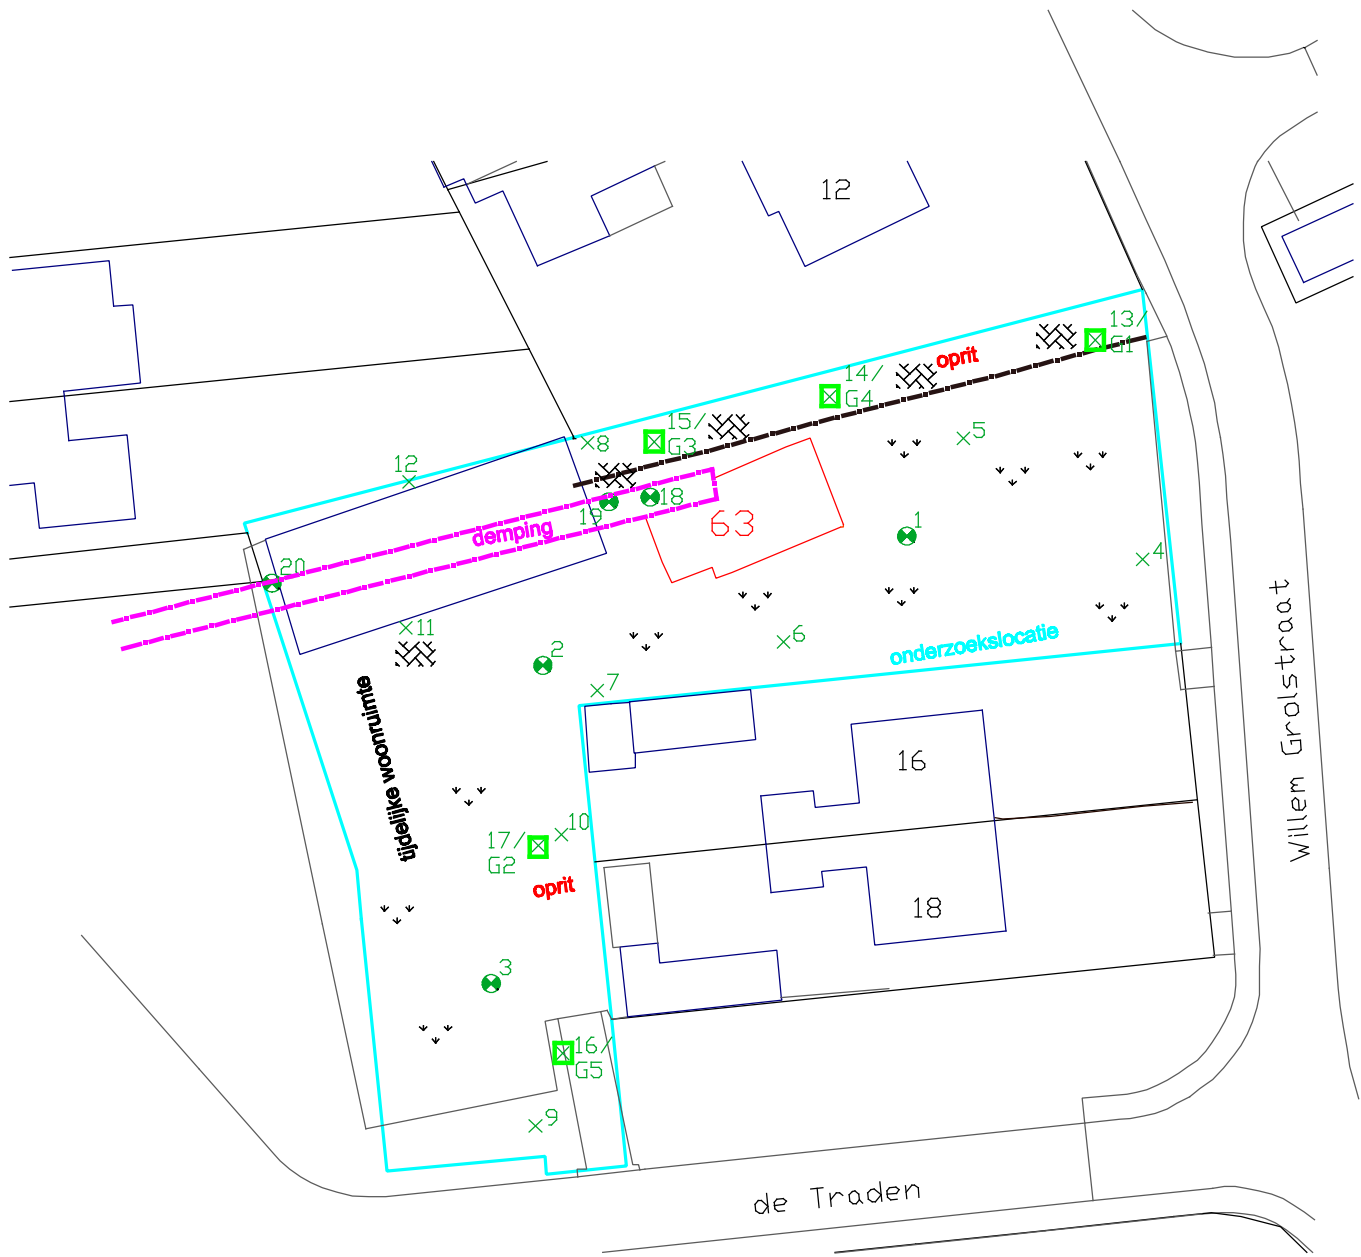 12
13/
G1
oprit
14/
G4
15/
G3
8
5
12
18
19
demping
63
1
4
20
11
2
6
onderzoekslocatie
7
tijdelijke woonruimte
Willem Grolstraat
16
10
17/
G2
oprit
18
3
16/
G5
9
de Traden